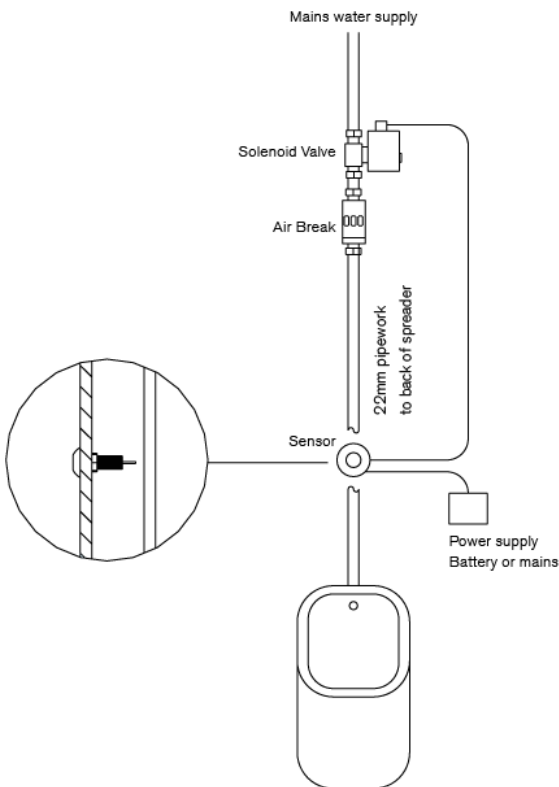 Mains water supply
Solenoid Valve
Air Break
22mm pipework
to back of spreader
Sensor
Power supply
Battery or mains